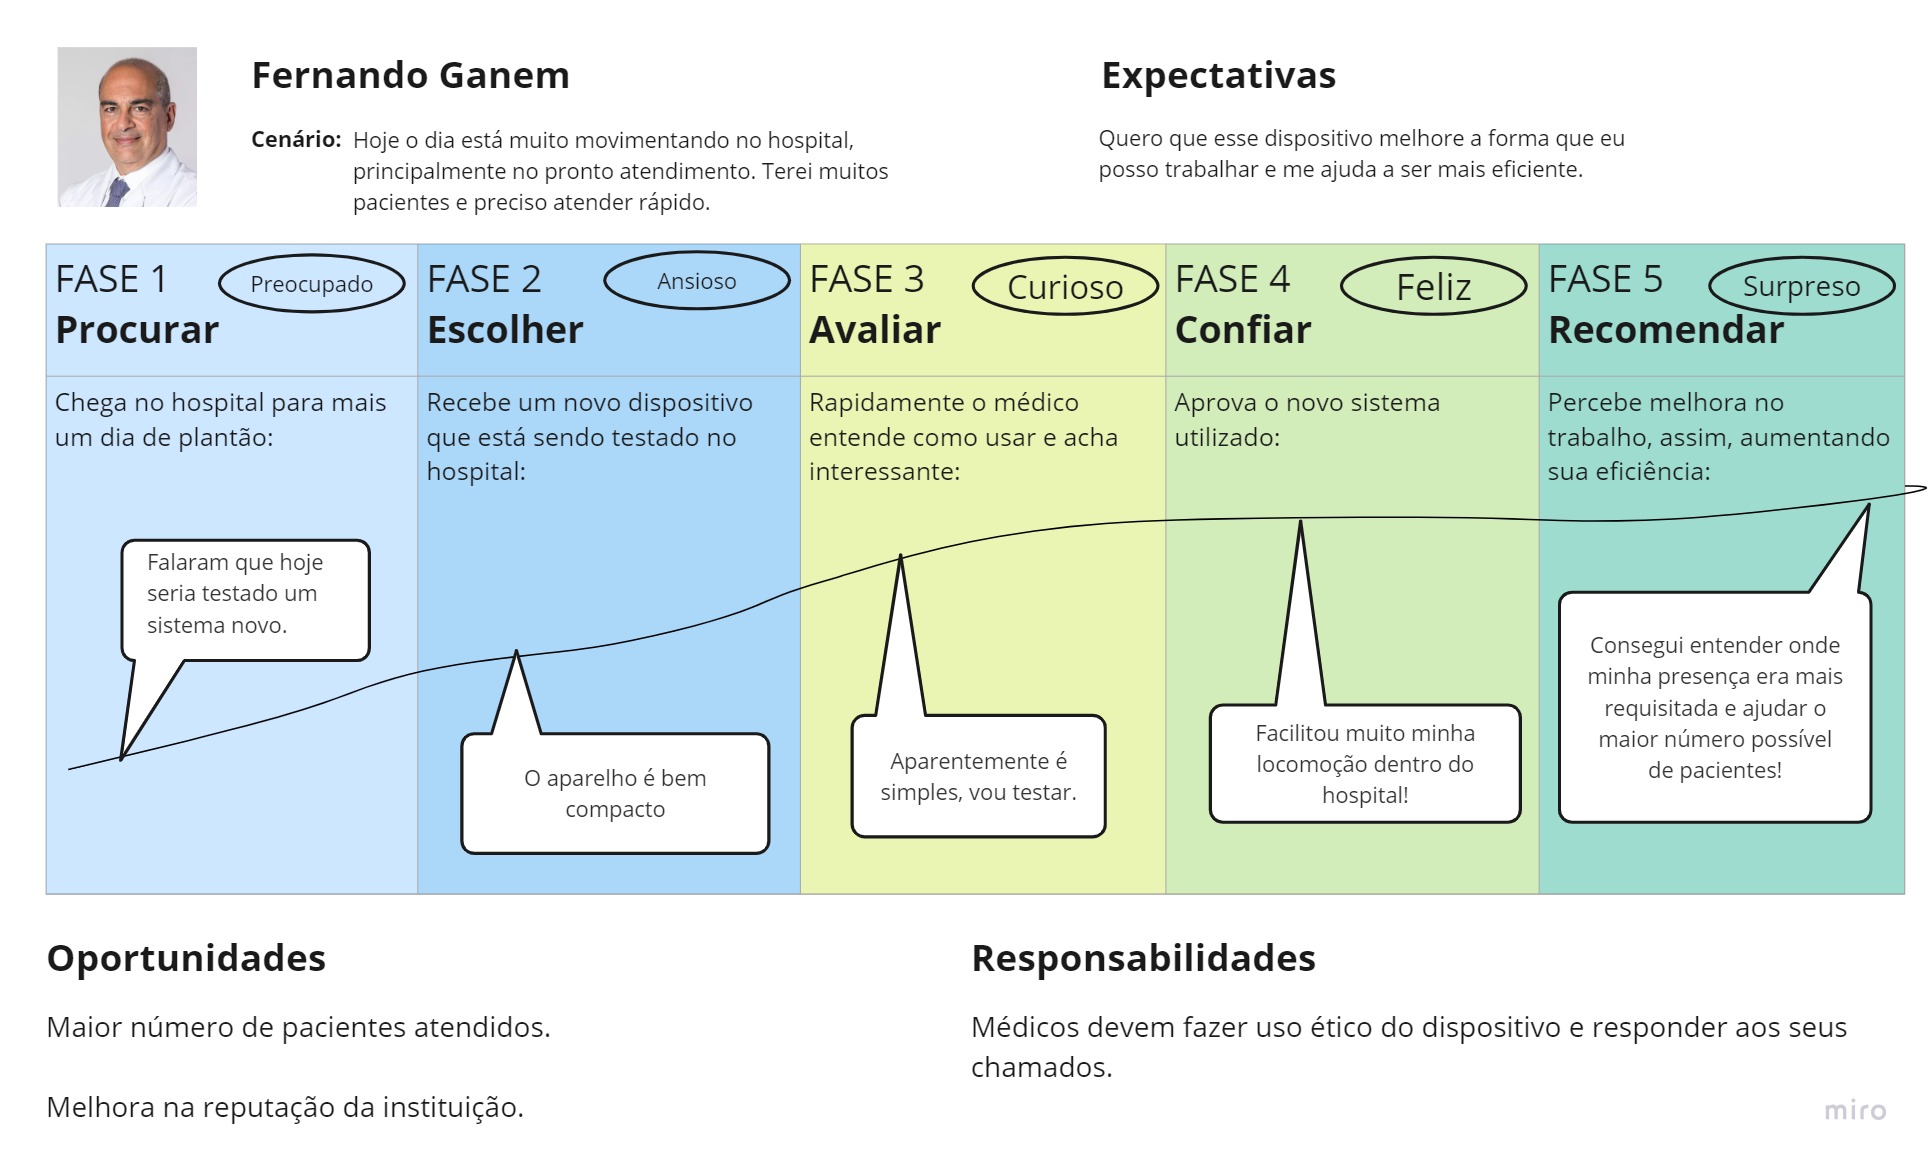 Fernando Ganem
Cenário: Hoje o dia está muito movimentando no hospital,
principalmente no pronto atendimento. Terei muitos
pacientes e preciso atender rápido.
Expectativas
Quero que esse dispositivo melhore a forma que eu
posso trabalhar e me ajuda a ser mais eficiente.
FASE 1
Preocupado
Procurar
Chega no hospital para mais
um dia de plantão:
Falaram que hoje
seria testado um
sistema novo.
FASE 2
Ansioso
Escolher
Recebe um novo dispositivo
que está sendo testado no
hospital:
O aparelho é bem
compacto
FASE 3
Curioso
Avaliar
Rapidamente o médico
entende como usar e acha
interessante:
Aparentemente é
simples, vou testar.
FASE 4
Feliz
Confiar
Aprova o novo sistema
utilizado:
Facilitou muito minha
locomoção dentro do
hospital!
FASE 5
Surpreso
Recomendar
Percebe melhora no
trabalho, assim, aumentando
sua eficiência:
Consegui entender onde
minha presença era mais
requisitada e ajudar o
maior número possível
de pacientes!
Oportunidades
Maior número de pacientes atendidos.
Melhora na reputação da instituição.
Responsabilidades
Médicos devem fazer uso ético do dispositivo e responder aos seus
chamados.
miro